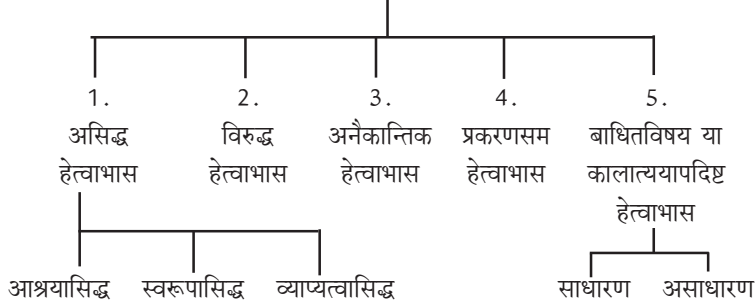 1. 2. 3. 4. 5.
असिद्ध विरुद्ध अनैकान्तिक प्रकरणसम बाधितविषय या
हेत्वाभास हेत्वाभास हेत्वाभास हेत्वाभास कालात्ययापदिष्ट
हेत्वाभास
आश्रयासिद्ध स्वरूपासिद्ध व्याप्यत्वासिद्ध साधारण असाधारण